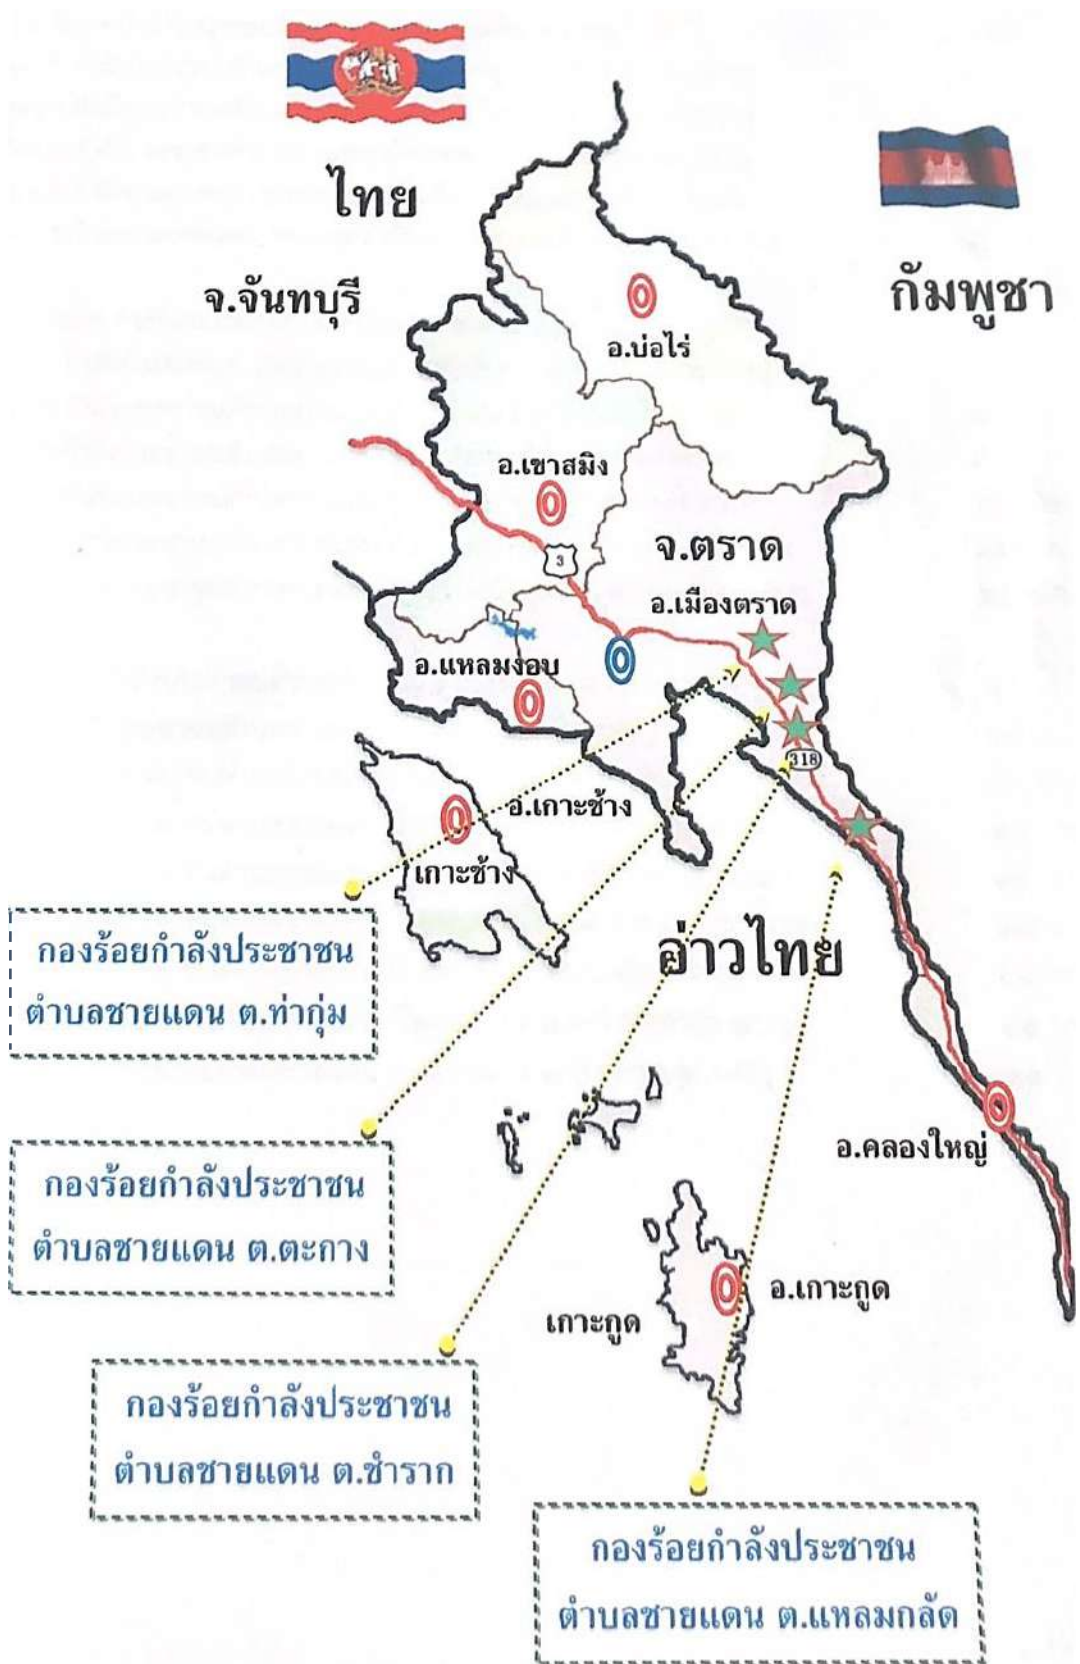 ไทย
จ.จันทบุรี
กัมพูชา
อ.บ่อไร่
อ.เขาสมิง
3
จ.ตราด
อ.เมืองตราด
อ.แหลมงอบ
318
อ.เกาะช้าง
เกาะช้าง
กองร้อยกำลังประชาชน
ตำบลชายแดน ต.ท่ากุ่ม
อ่าวไทย
กองร้อยกำลังประชาชน
ตำบลชายแดน ต.ตะกาง
อ.คลองใหญ่
อ.เกาะกูด
เกาะกูด
กองร้อยกำลังประชาชน
ตำบลชายแดน ต.ชำราก
กองร้อยกำลังประชาชน
ตำบลชายแดน ต.แหลมกลัด